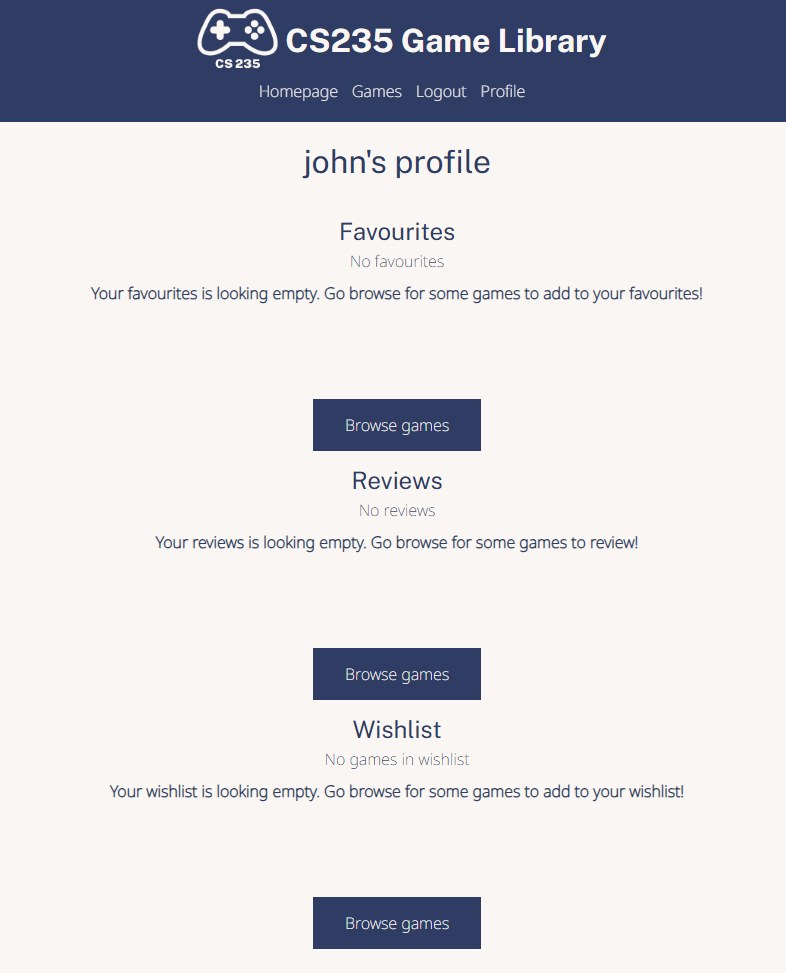 CS235 Game Library
CS 235
Homepage Games Logout Profile
john's profile
Favourites
No favourites
Your favourites is looking empty. Go browse for some games to add to your favourites!
Browse games
Reviews
No reviews
Your reviews is looking empty. Go browse for some games to review!
Browse games
Wishlist
No games in wishlist
Your wishlist is looking empty. Go browse for some games to add to your wishlist!
Browse games